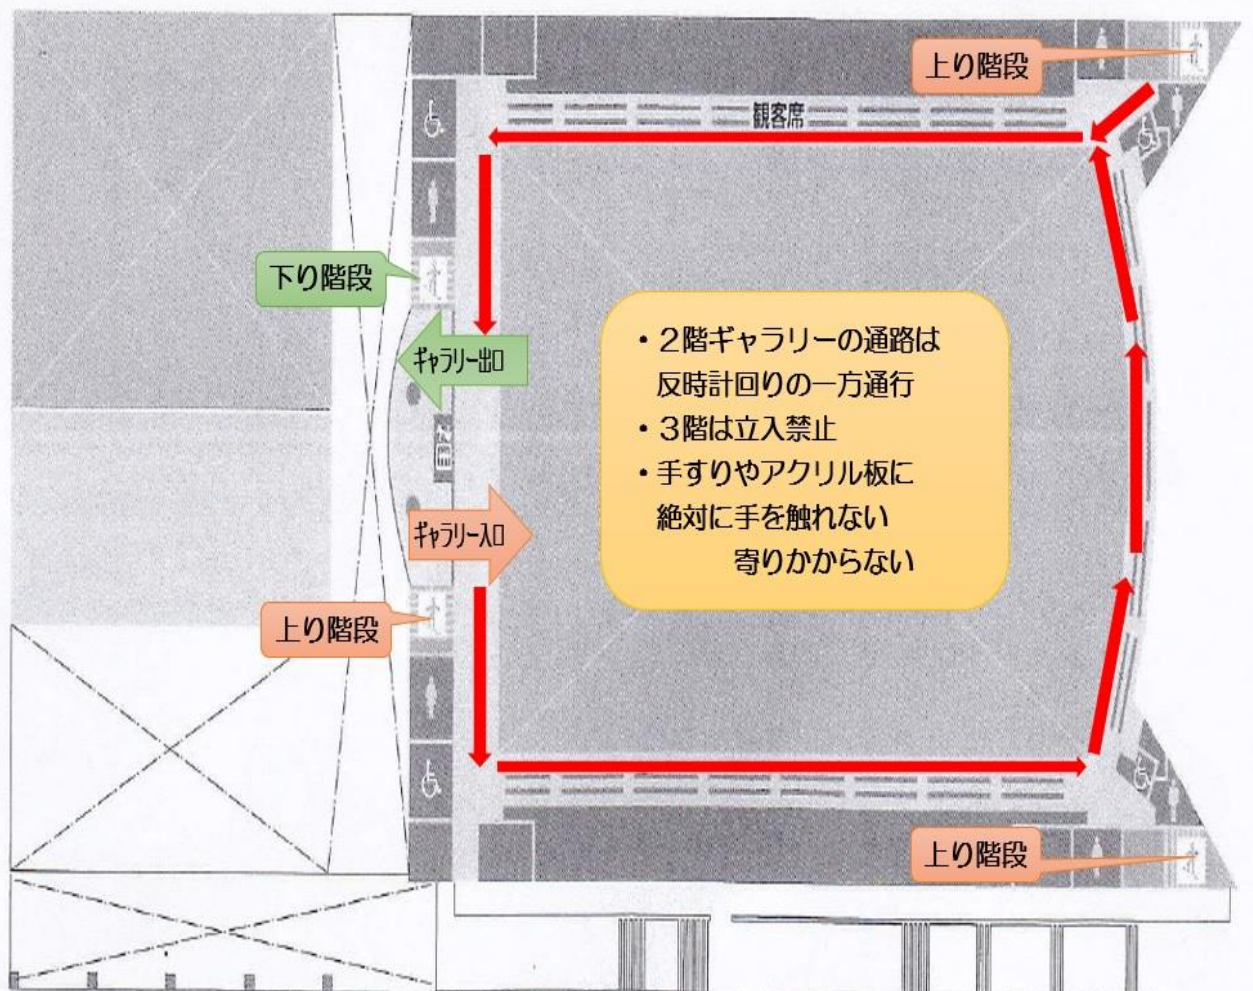 上り階段
観客席
下り階段
ギャラリー出口
・2階ギャラリーの通路は
反時計回りの一方通行
・3階は立入禁止
・手すりやアクリル板に
絶対に手を触れない
寄りかからない
ギャラリー入口
上り階段
上り階段